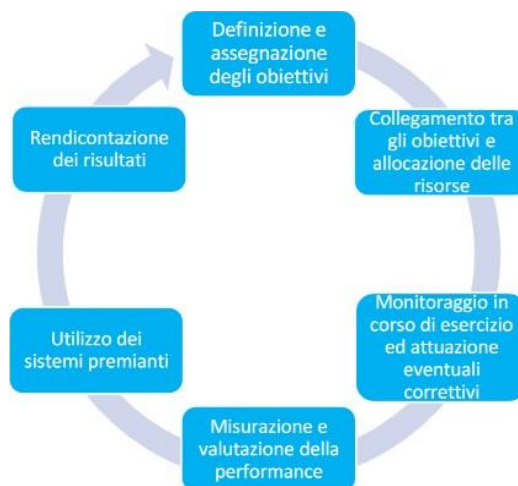 Definizione e
assegnazione
degli obiettivi
Collegamento tra
gli obiettivi e
allocazione delle
risorse
Monitoraggio in
corso di esercizio
ed attuazione
eventuali
correttivi
Misurazione e
valutazione della
performance
Utilizzo dei
sistemi premianti
Rendicontazione
dei risultati